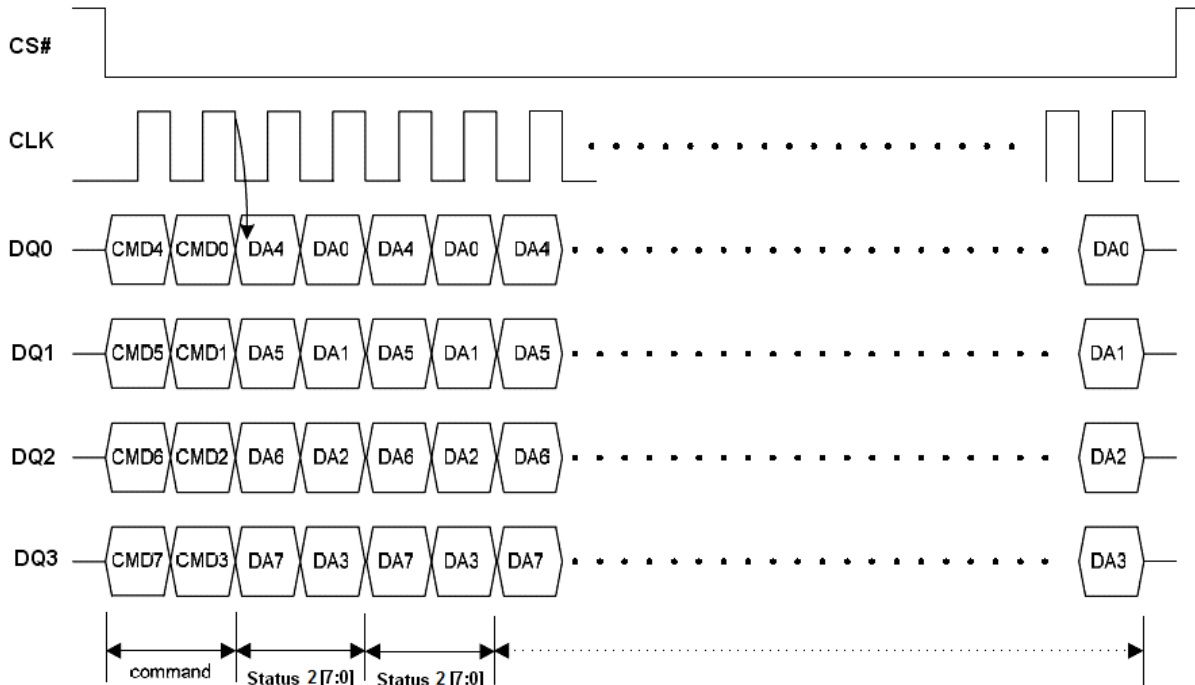 CS#
CLK
DQ0 CMD4 CMD0 DA4 DA0 DA4 DA0 DA4 DA0
DQ1 CMD5 CMD1 DA5 DA1 DA5 DA1 DA5 DA1
DQ2 CMD6 CMD2 DA6 DA2 DA6 DA2 DA6 DA2
DQ3 CMD7 CMD3 DA7 DA3 DA7 DA3 DA7 DA3
command Status 2 [7:0] Status 2 [7:0]